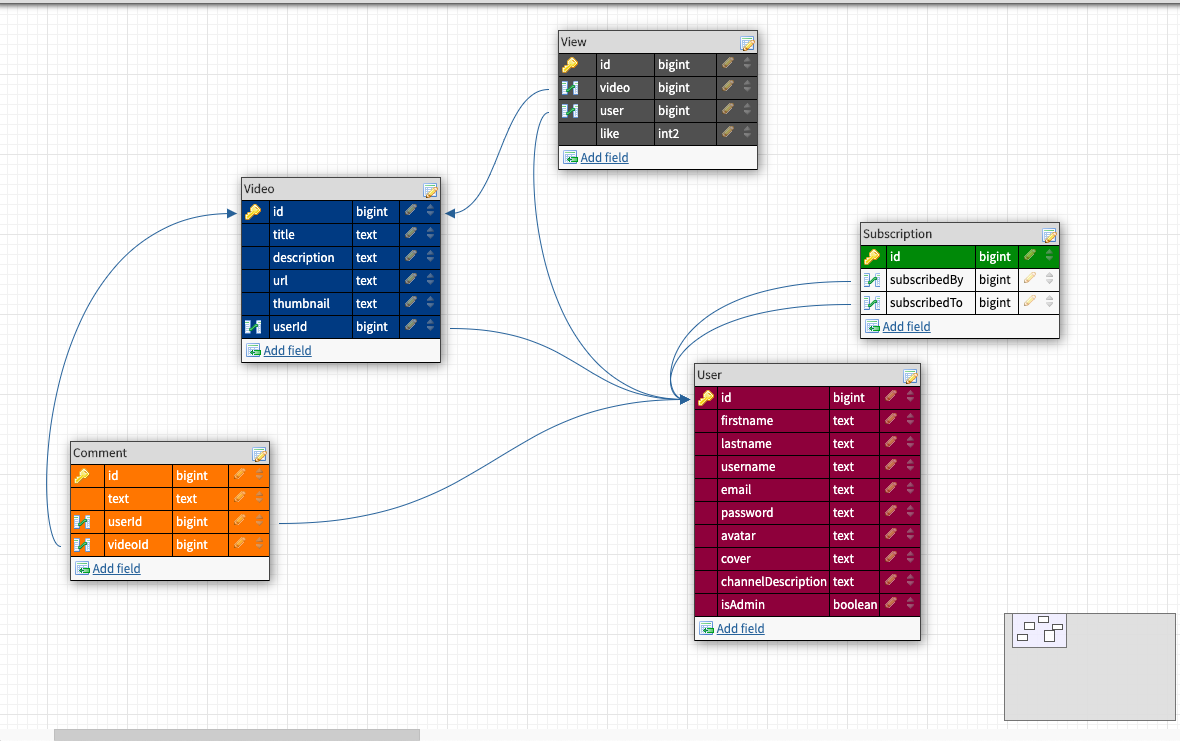 View
id bigint
video bigint
user bigint
like int2
Add field
Video
id bigint
title text
description text
url text
thumbnail text
userId bigint
Add field
Subscription
id bigint
subscribedBy bigint
subscribedTo bigint
Add field
User
id bigint
firstname text
lastname text
username text
email text
password text
avatar text
cover text
channelDescription text
isAdmin boolean
Add field
Comment
id bigint
text text
userId bigint
videoId bigint
Add field